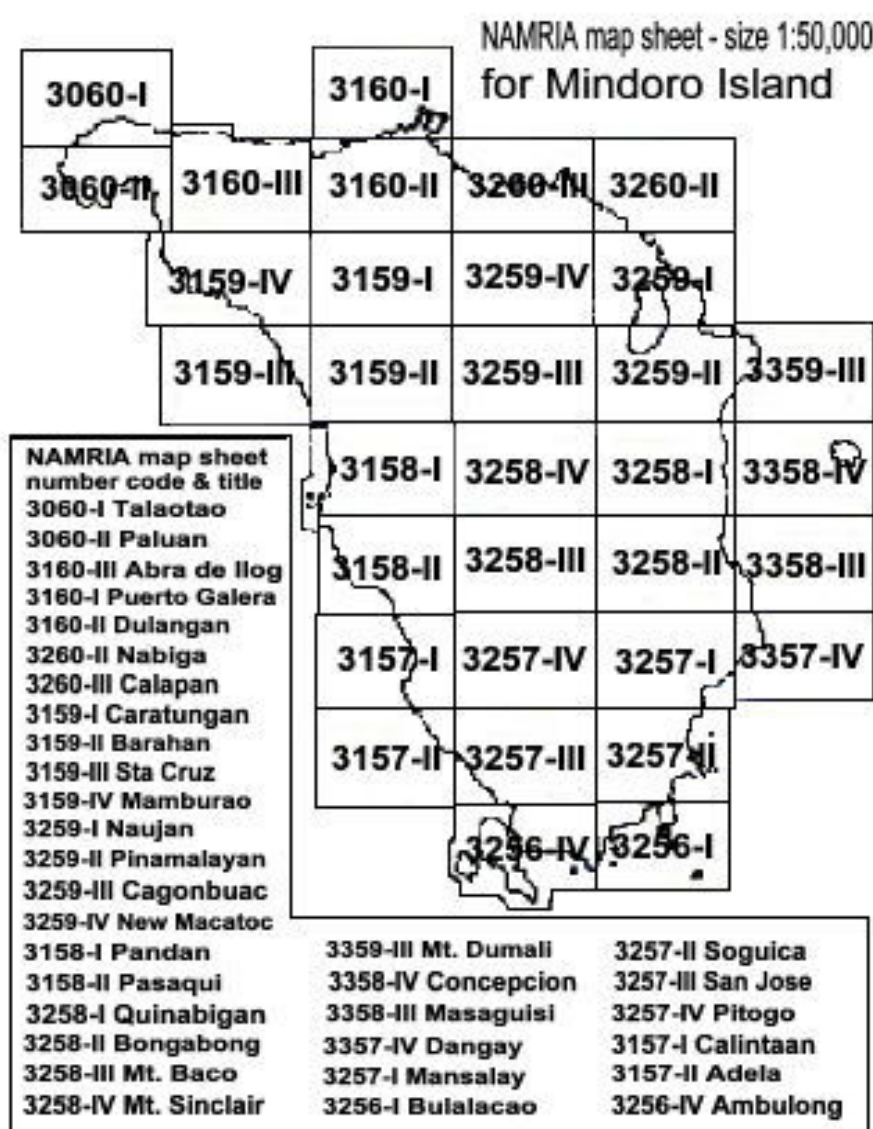 NAMRIA map sheet - size 1:50,000
for Mindoro Island
3060-I
3160-I
3060-II
3160-III
3160-II
3260-III
3260-II
3159-IV
3159-I
3259-IV
3259-I
3159-III
3159-II
3259-III
3259-II
3359-III
3158-I
3258-IV
3258-I
3358-IV
3158-II
3258-III
3258-II
3358-III
3157-I
3257-IV
3257-I
3357-IV
3157-II
3257-III
3257-II
3256-IV
3256-I
NAMRIA map sheet
number code & title
3060-I Talaotao
3060-II Paluan
3160-III Abra de Ilog
3160-I Puerto Galera
3160-II Dulangan
3260-II Nabiga
3260-III Calapan
3159-I Caratungan
3159-II Barahan
3159-III Sta Cruz
3159-IV Mamburao
3259-I Naujan
3259-II Pinamalayan
3259-III Cagonbuac
3259-IV New Macatoc
3158-I Pandan
3158-II Pasaqui
3258-I Quinabigan
3258-II Bongabong
3258-III Mt. Baco
3258-IV Mt. Sinclair
3359-III Mt. Dumali
3358-IV Concepcion
3358-III Masaguisi
3357-IV Dangay
3257-I Mansalay
3256-I Bulalacao
3257-II Soguica
3257-III San Jose
3257-IV Pitogo
3157-I Calintaan
3157-II Adela
3256-IV Ambulong